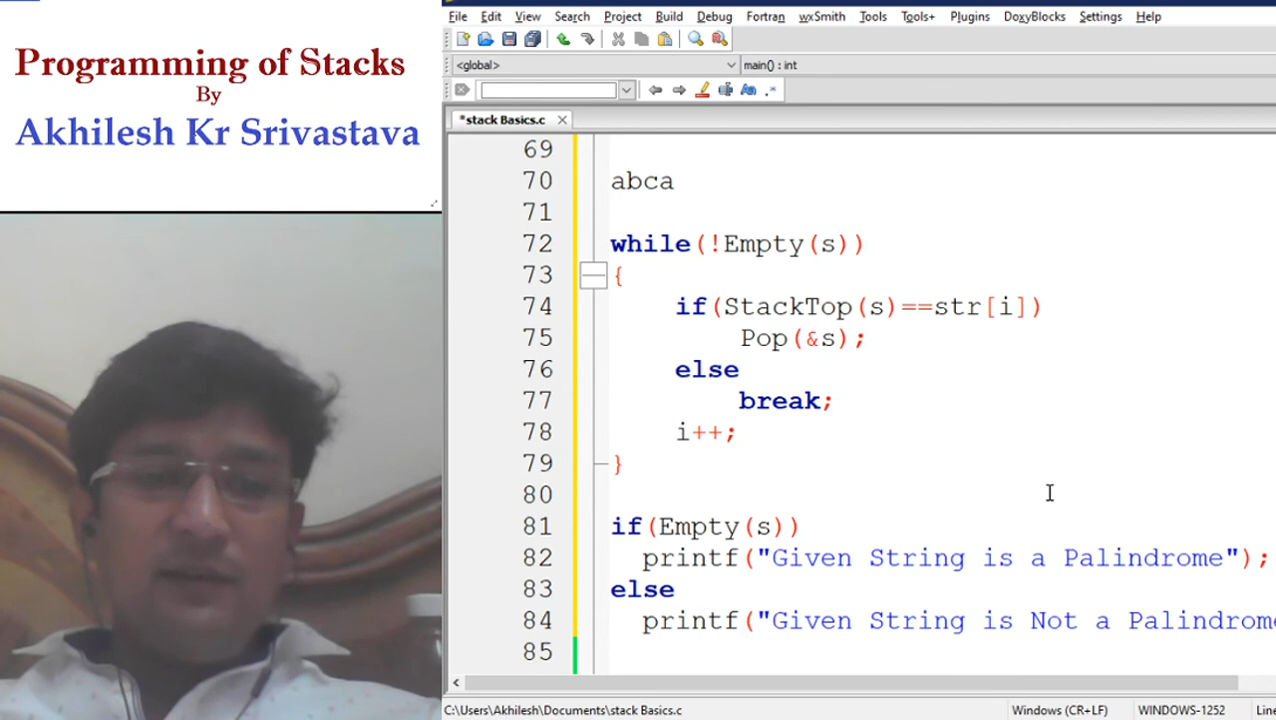 Programming of Stacks
By
Akhilesh Kr Srivastava
File Edit View Search Project Build Debug Fortran wxSmith Tools Tools+ Plugins DoxyBlocks Settings Help
<global> main() : int
*stack Basics.c
69
70 abca
71
72 while(!Empty(s))
73 {
74 if(StackTop(s)==str[i])
75 Pop(&s);
76 else
77 break;
78 i++;
79 }
80
81 if(Empty(s))
82 printf("Given String is a Palindrome");
83 else
84 printf("Given String is Not a Palindrome
85
C:\Users\Akhilesh\Documents\stack Basics.c Windows (CR+LF) WINDOWS-1252 Line